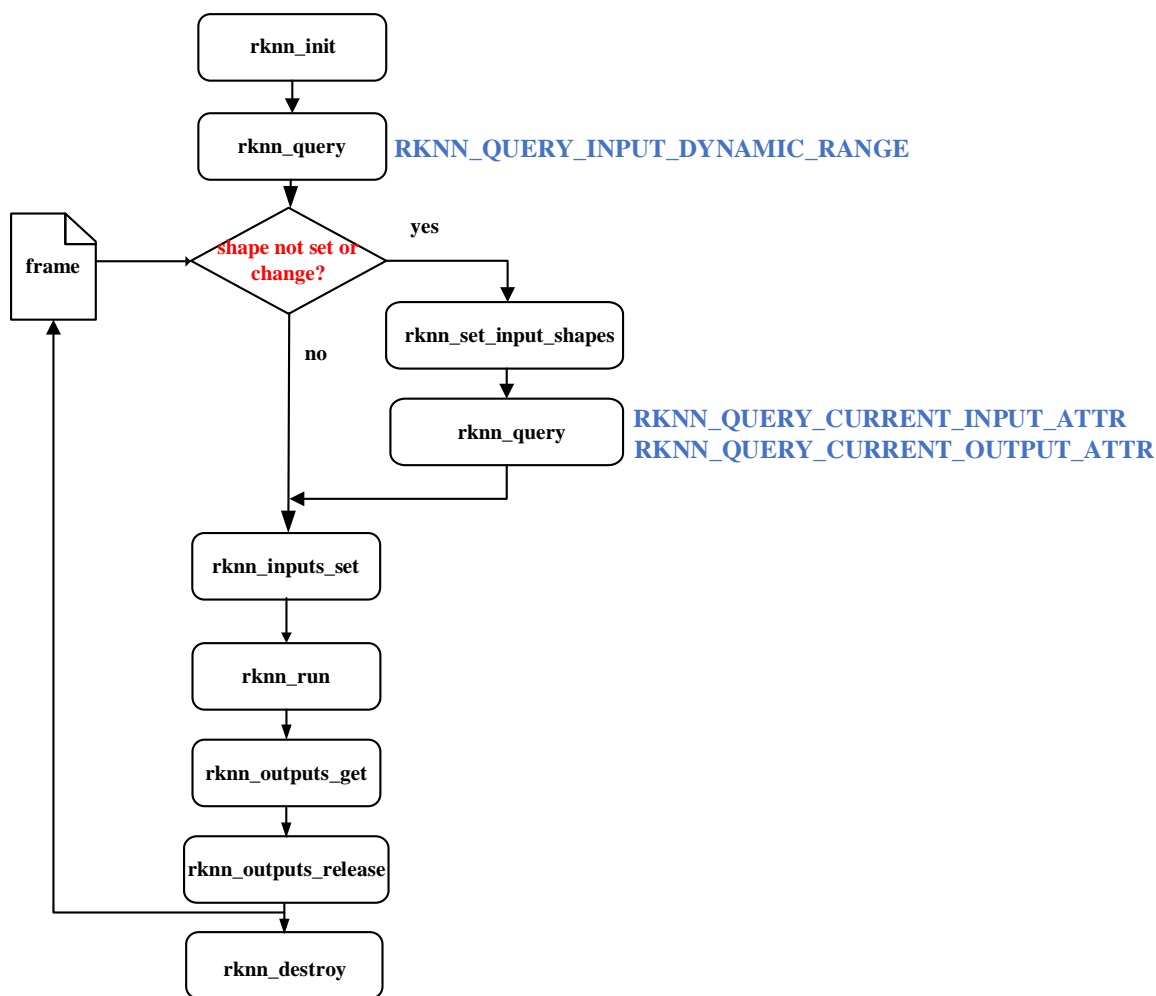 rknn_init
rknn_query
RKNN_QUERY_INPUT_DYNAMIC_RANGE
frame
shape not set or
change?
yes
no
rknn_set_input_shapes
rknn_query
RKNN_QUERY_CURRENT_INPUT_ATTR
RKNN_QUERY_CURRENT_OUTPUT_ATTR
rknn_inputs_set
rknn_run
rknn_outputs_get
rknn_outputs_release
rknn_destroy